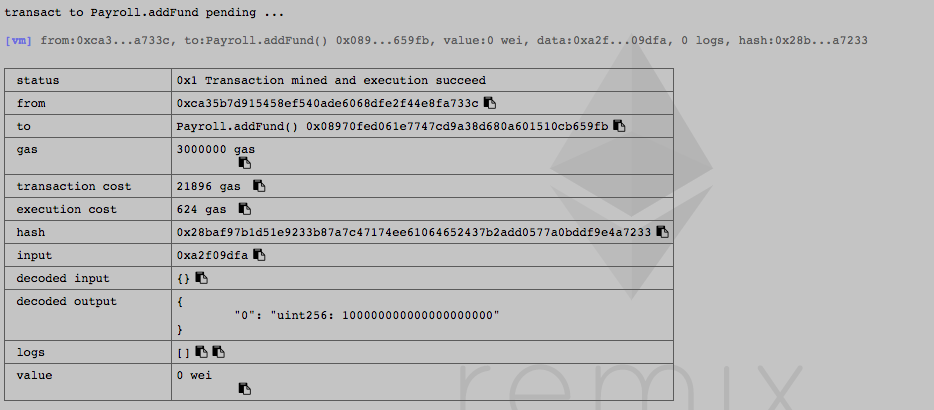 transact to Payroll.addFund pending ...
[vm] from:0xca3...a733c, to:Payroll.addFund() 0x089...659fb, value:0 wei, data:0xa2f...09dfa, 0 logs, hash:0x28b...a7233
status 0x1 Transaction mined and execution succeed
from 0xca35b7d915458ef540ade6068dfe2f44e8fa733c
to Payroll.addFund() 0x08970fed061e7747cd9a38d680a601510cb659fb
gas 3000000 gas
transaction cost 21896 gas
execution cost 624 gas
hash 0x28baf97b1d51e9233b87a7c47174ee61064652437b2add0577a0bddf9e4a7233
input 0xa2f09dfa
decoded input {}
decoded output {
"0": "uint256: 100000000000000000000"
}
logs []
value 0 wei
remix